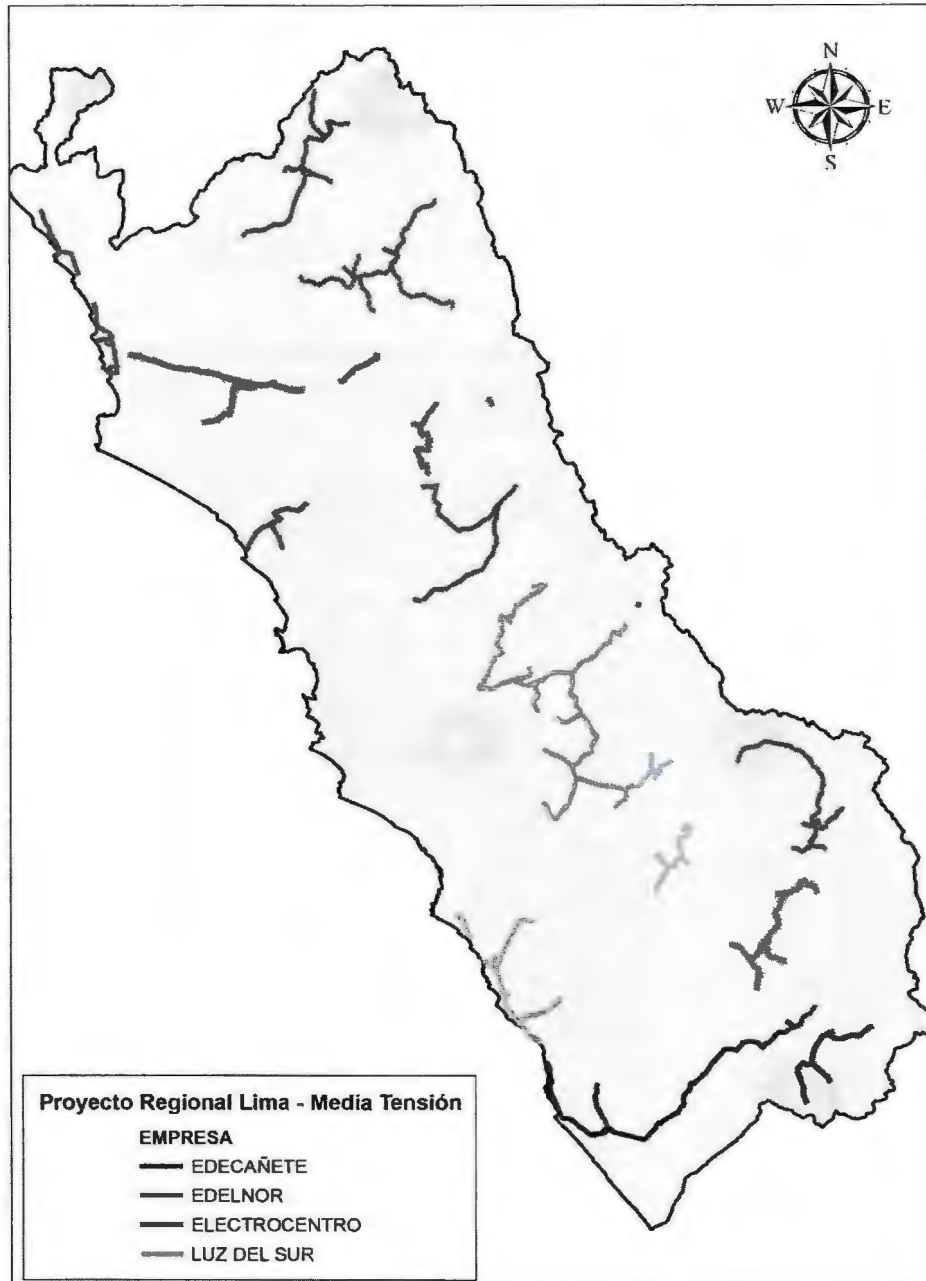 N
W E
S
Proyecto Regional Lima - Media Tensión
EMPRESA
EDECAÑETE
EDELNOR
ELECTROCENTRO
LUZ DEL SUR